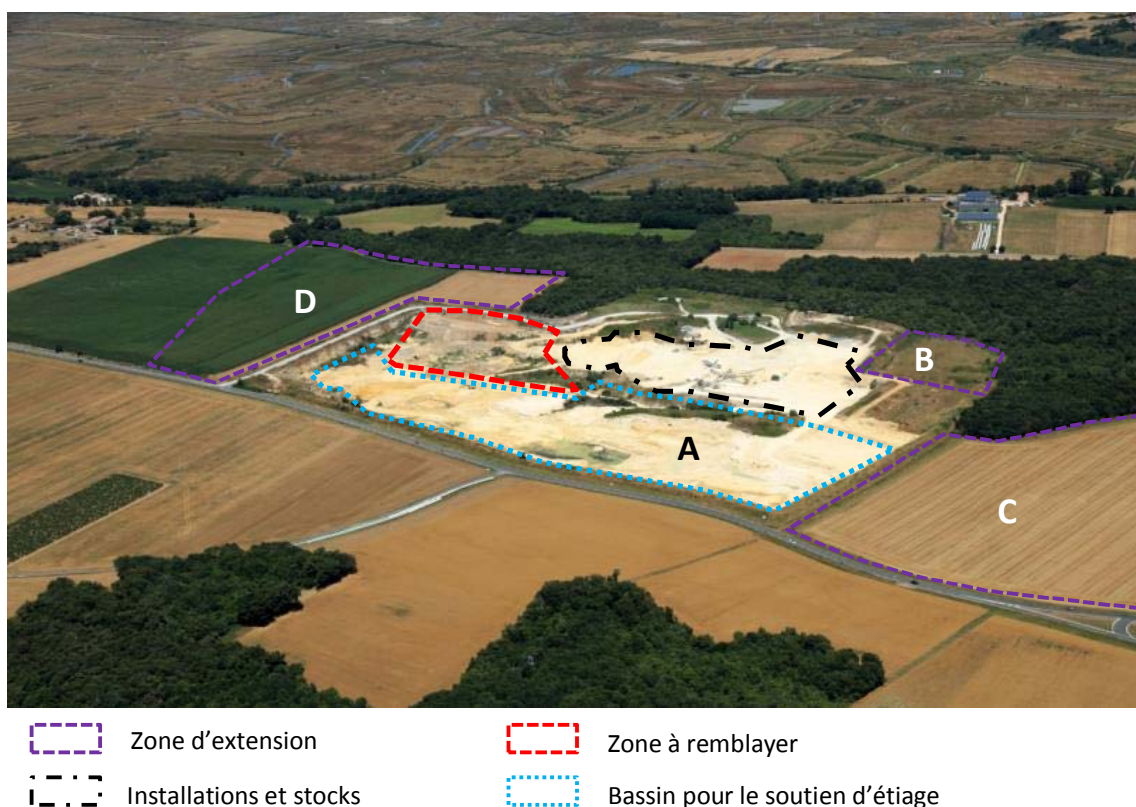 D
B
A
C
Zone d'extension
Zone à remblayer
Installations et stocks
Bassin pour le soutien d'étiage